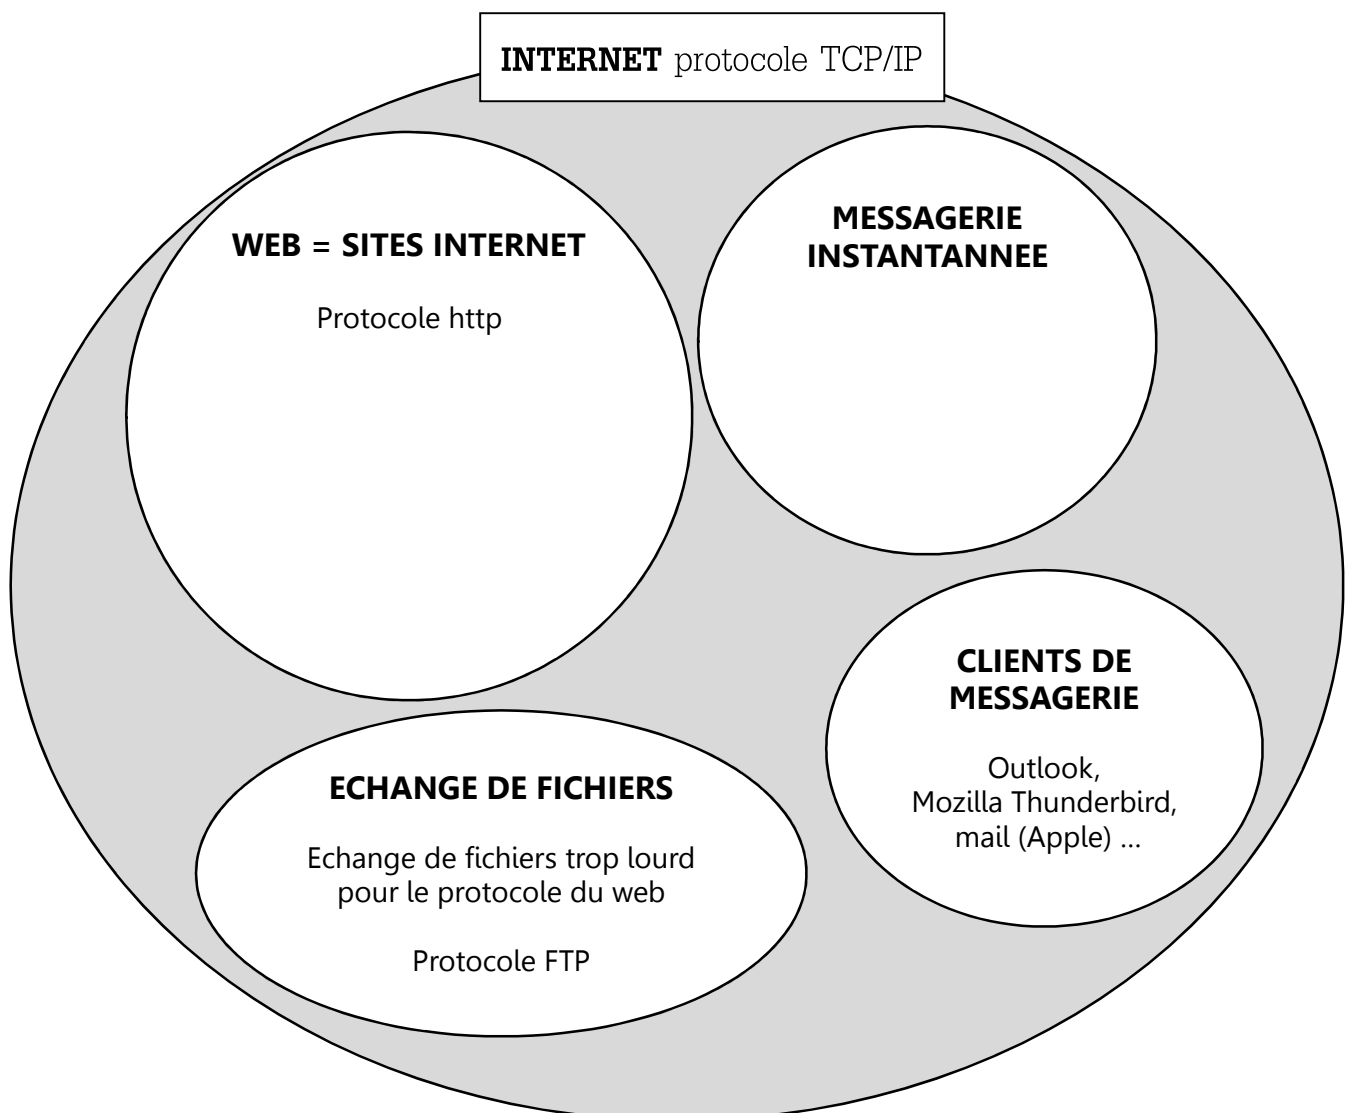 INTERNET protocole TCP/IP
WEB = SITES INTERNET
Protocole http
MESSAGERIE
INSTANTANNEE
CLIENTS DE
MESSAGERIE
Outlook,
Mozilla Thunderbird,
mail (Apple) ...
ECHANGE DE FICHIERS
Echange de fichiers trop lourd
pour le protocole du web
Protocole FTP